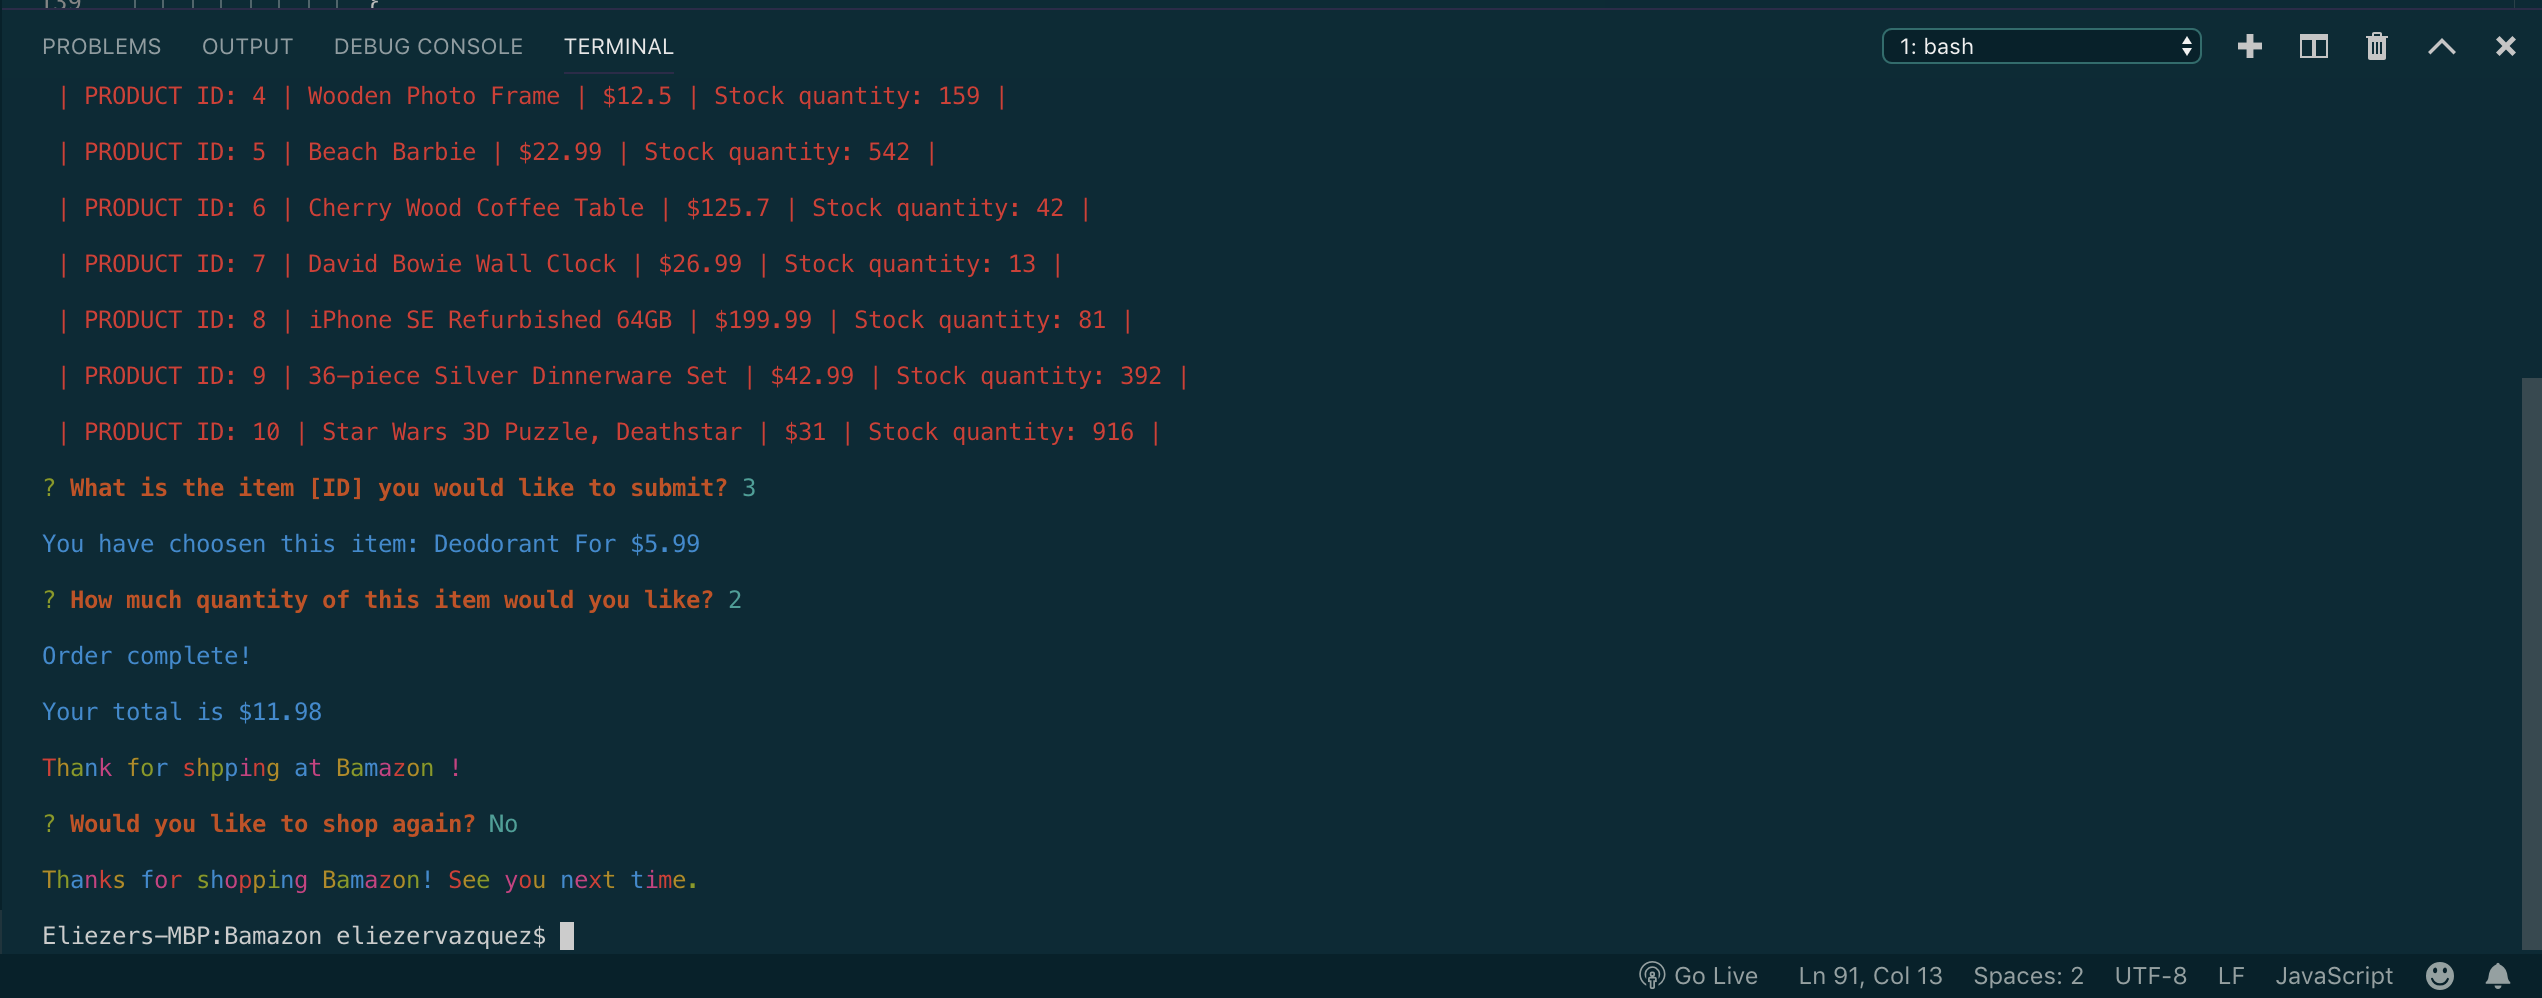 139 {
PROBLEMS OUTPUT DEBUG CONSOLE TERMINAL 1: bash
| PRODUCT ID: 4 | Wooden Photo Frame | $12.5 | Stock quantity: 159 |
| PRODUCT ID: 5 | Beach Barbie | $22.99 | Stock quantity: 542 |
| PRODUCT ID: 6 | Cherry Wood Coffee Table | $125.7 | Stock quantity: 42 |
| PRODUCT ID: 7 | David Bowie Wall Clock | $26.99 | Stock quantity: 13 |
| PRODUCT ID: 8 | iPhone SE Refurbished 64GB | $199.99 | Stock quantity: 81 |
| PRODUCT ID: 9 | 36-piece Silver Dinnerware Set | $42.99 | Stock quantity: 392 |
| PRODUCT ID: 10 | Star Wars 3D Puzzle, Deathstar | $31 | Stock quantity: 916 |
? What is the item [ID] you would like to submit? 3
You have choosen this item: Deodorant For $5.99
? How much quantity of this item would you like? 2
Order complete!
Your total is $11.98
Thank for shpping at Bamazon !
? Would you like to shop again? No
Thanks for shopping Bamazon! See you next time.
Eliezers-MBP:Bamazon eliezervazquez$
Go Live Ln 91, Col 13 Spaces: 2 UTF-8 LF JavaScript